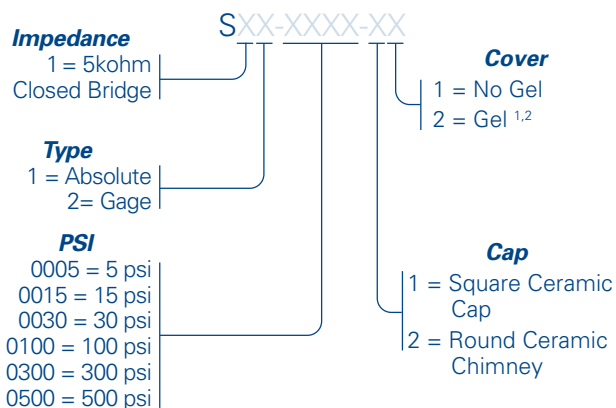 SXX-XXXX-XX
Impedance
1 = 5kohm
Closed Bridge
Type
1 = Absolute
2= Gage
PSI
0005 = 5 psi
0015 = 15 psi
0030 = 30 psi
0100 = 100 psi
0300 = 300 psi
0500 = 500 psi
Cover
1 = No Gel
2 = Gel 1,2
Cap
1 = Square Ceramic
Cap
2 = Round Ceramic
Chimney